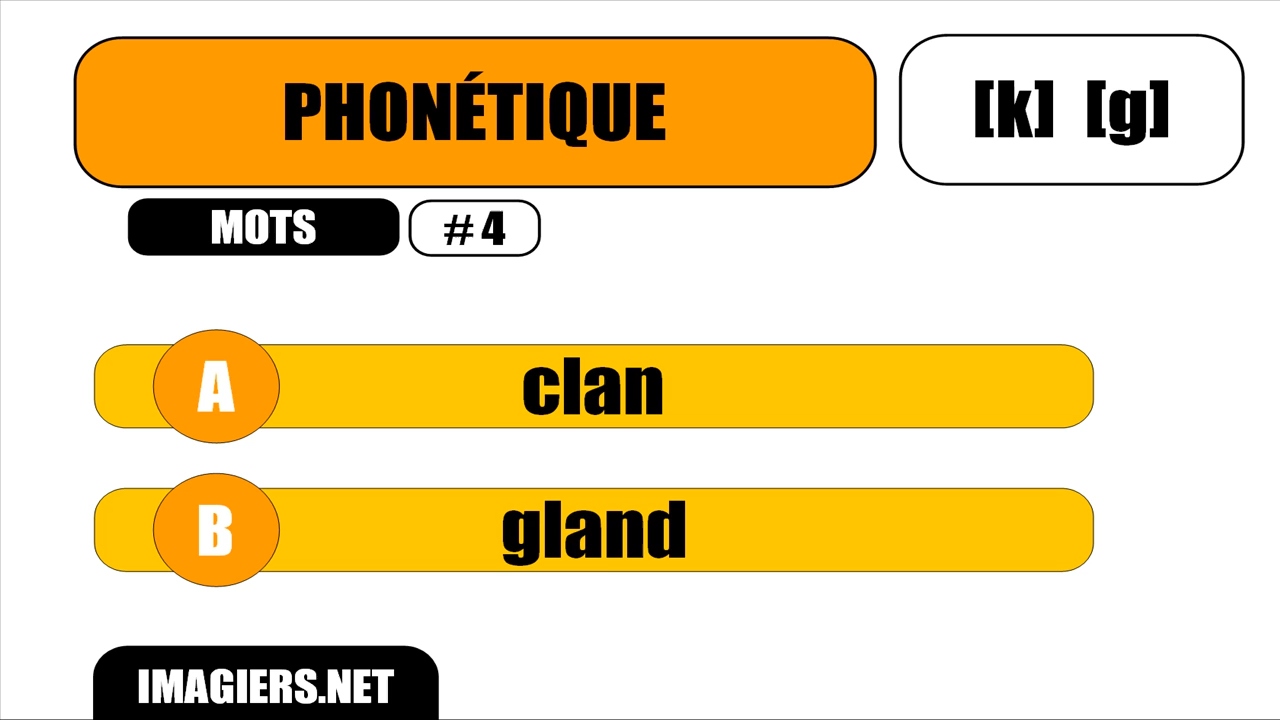 PHONÉTIQUE
[k] [g]
MOTS
#4
A
clan
B
gland
IMAGIERS.NET